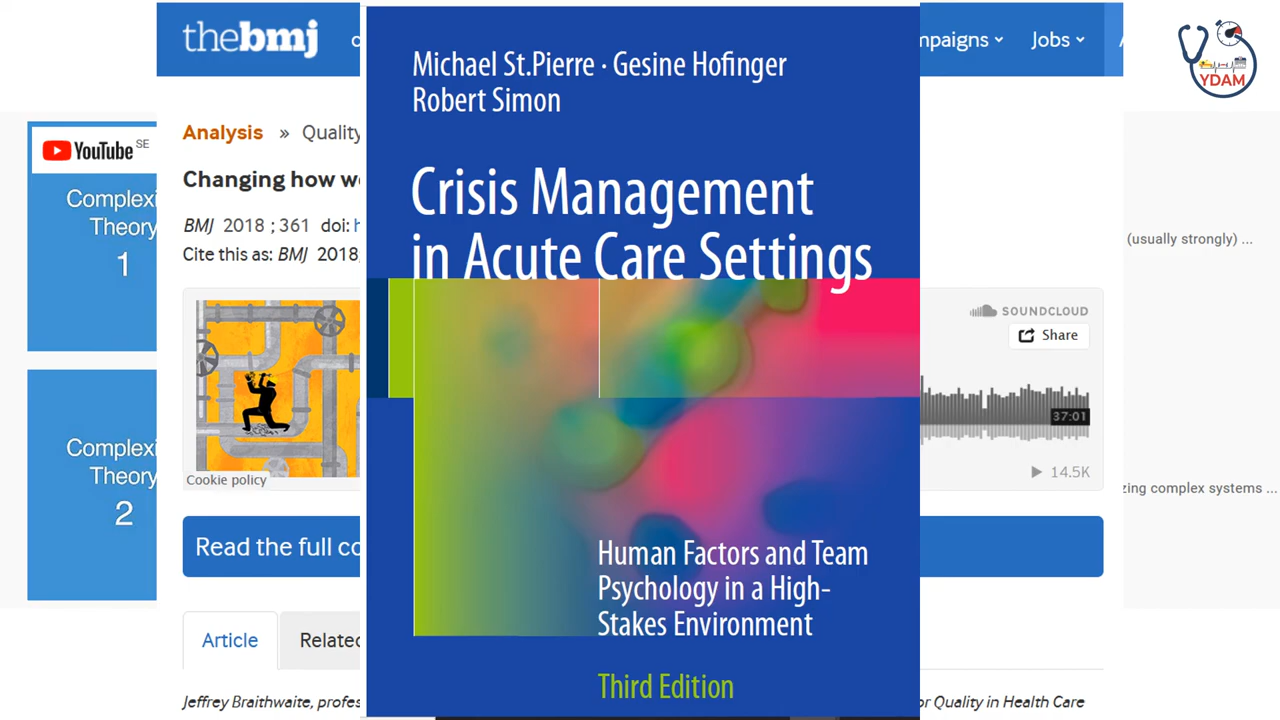 thebmj
mpaigns
Jobs
YDAM
YouTube SE
Complexi
Theory
1
Complexi
Theory
2
Analysis » Quality
Changing how we
BMJ 2018 ; 361 doi:
Cite this as: BMJ 2018
Cookie policy
Read the full co
Article
Related
Jeffrey Braithwaite, profes
Michael St.Pierre · Gesine Hofinger
Robert Simon
Crisis Management
in Acute Care Settings
Human Factors and Team
Psychology in a High-
Stakes Environment
Third Edition
SOUNDCLOUD
Share
37:01
14.5K
or Quality in Health Care
(usually strongly) ...
zing complex systems ...